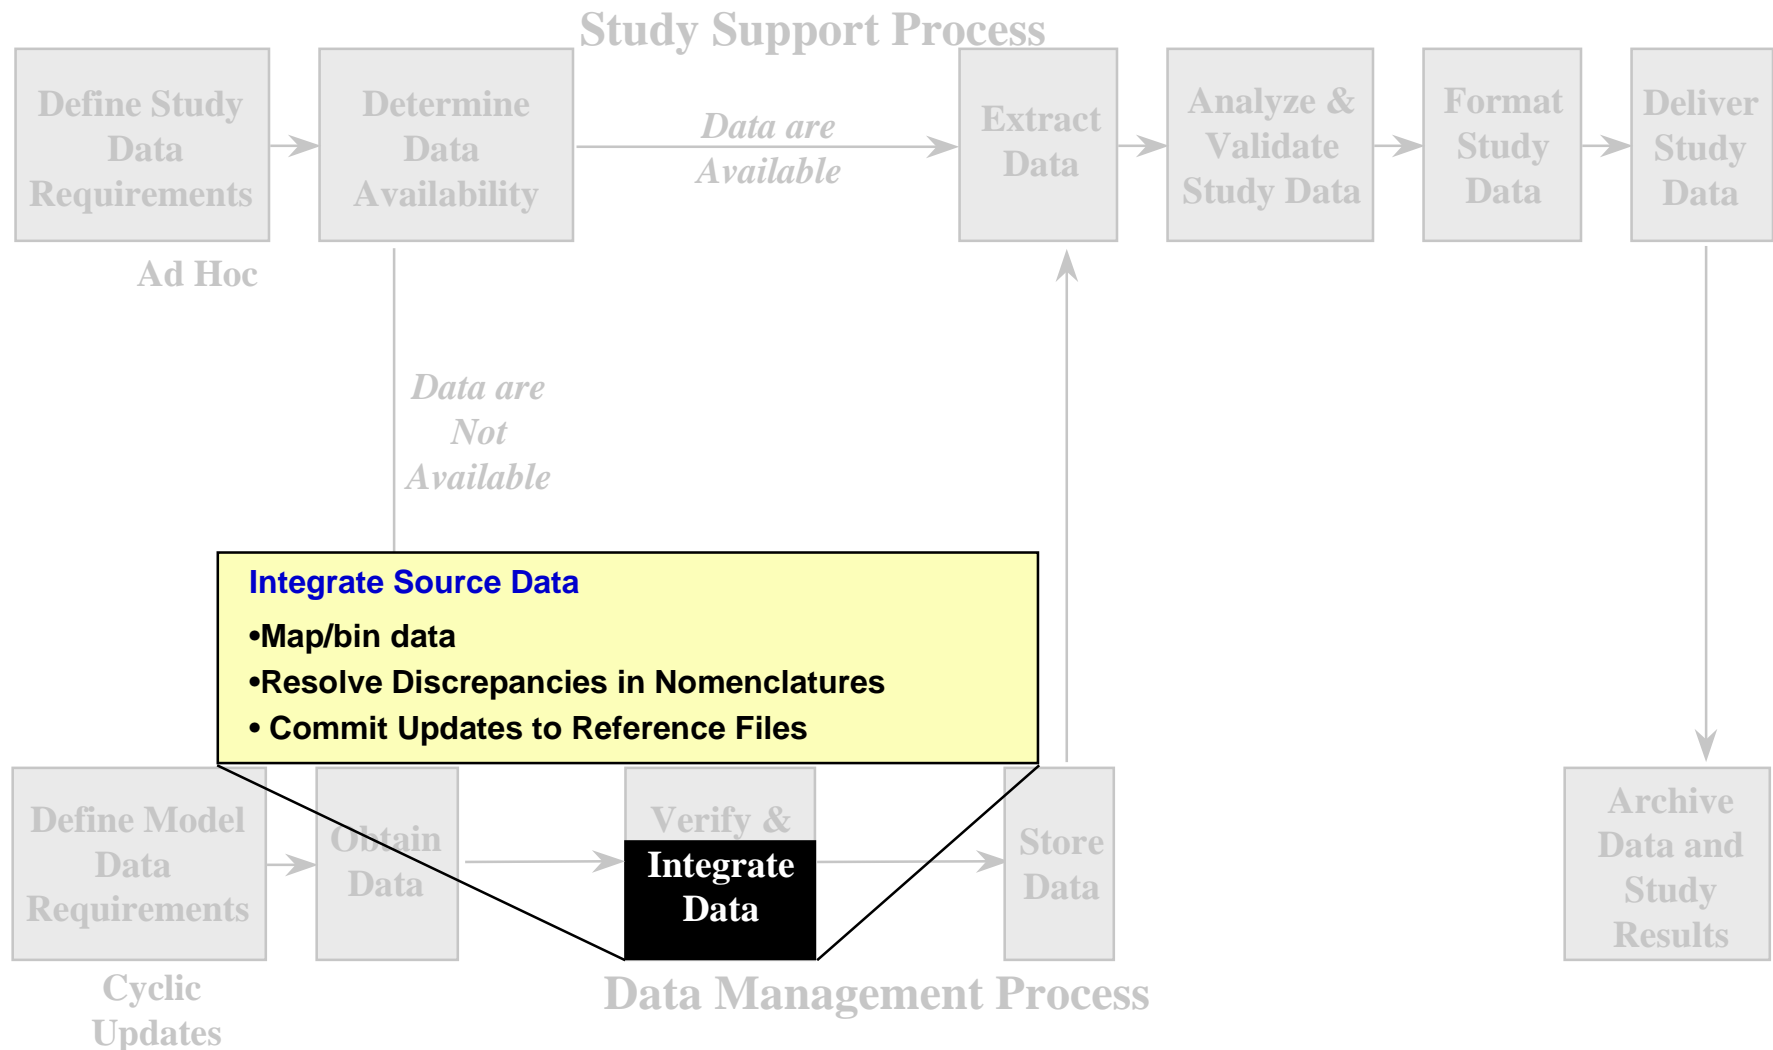 Study Support Process
Define Study
Data
Requirements
Determine
Data
Availability
Data are
Available
Extract
Data
Analyze &
Validate
Study Data
Format
Study
Data
Deliver
Study
Data
Ad Hoc
Data are
Not
Available
Integrate Source Data
•Map/bin data
•Resolve Discrepancies in Nomenclatures
• Commit Updates to Reference Files
Define Model
Data
Requirements
Obtain
Data
Verify &
Integrate
Data
Store
Data
Archive
Data and
Study
Results
Cyclic
Updates
Data Management Process